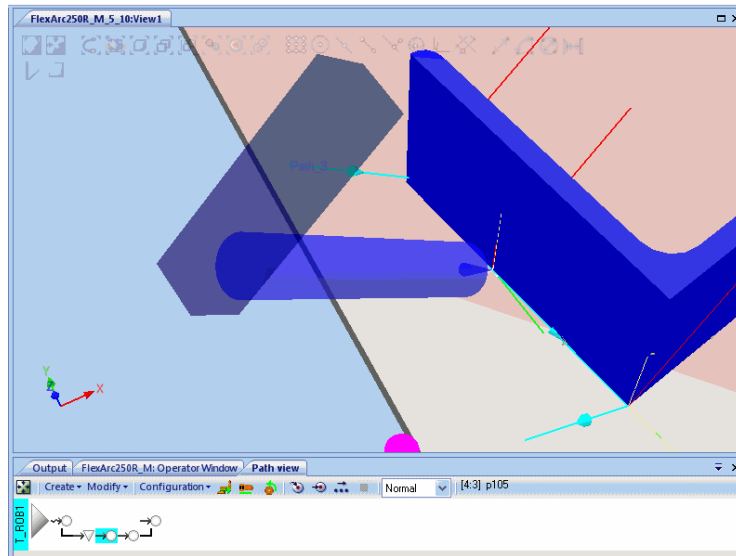 FlexArc250R_M_5_10:View1
Path_3
Y
Z
X
Output FlexArc250R_M: Operator Window Path view
Create Modify Configuration Normal [4:3] p105
T_ROB1